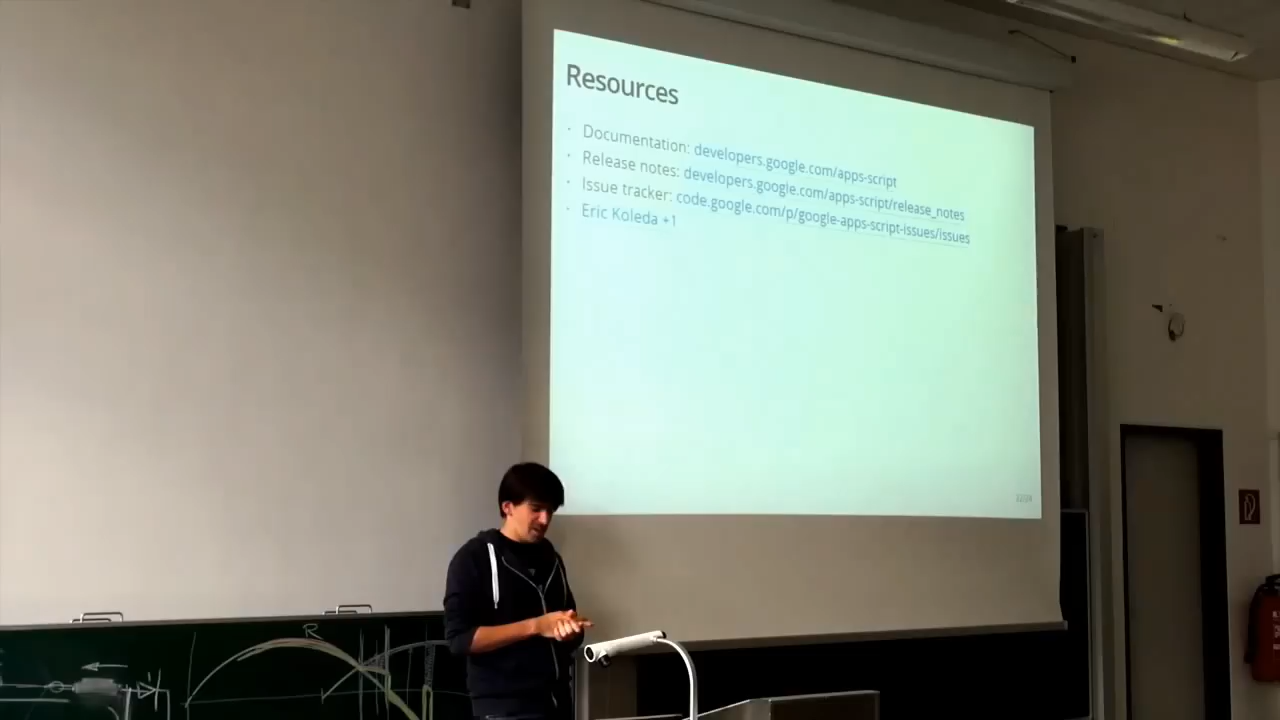 Resources
· Documentation: developers.google.com/apps-script
· Release notes: developers.google.com/apps-script/release_notes
· Issue tracker: code.google.com/p/google-apps-script-issues/issues
· Eric Koleda +1
R